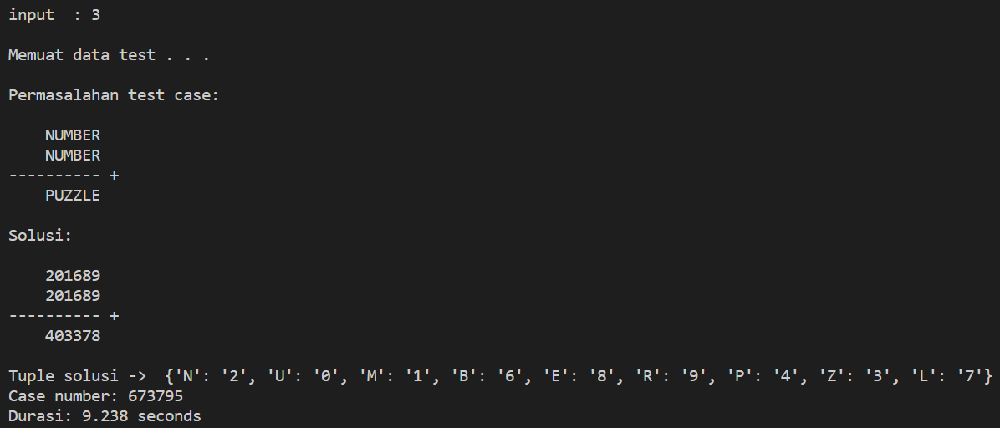 input  : 3
Memuat data test . . .
Permasalahan test case:
NUMBER
NUMBER
---------- +
PUZZLE
Solusi:
201689
201689
---------- +
403378
Tuple solusi ->  {'N': '2', 'U': '0', 'M': '1', 'B': '6', 'E': '8', 'R': '9', 'P': '4', 'Z': '3', 'L': '7'}
Case number: 673795
Durasi: 9.238 seconds